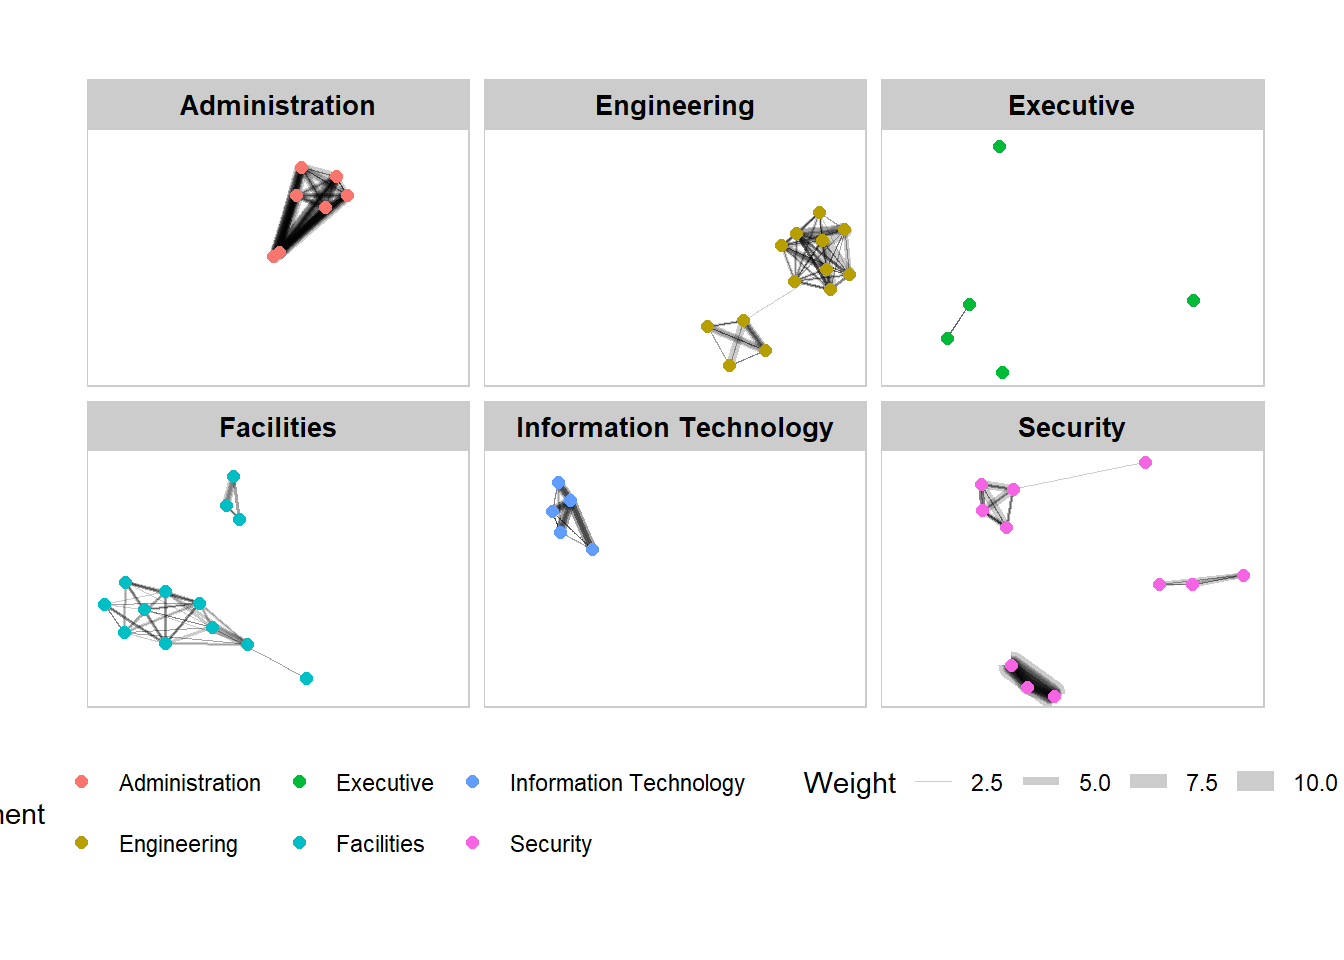 Administration
Engineering
Executive
Facilities
Information Technology
Security
Administration
Executive
Information Technology
Weight
2.5
5.0
7.5
10.0
Engineering
Facilities
Security